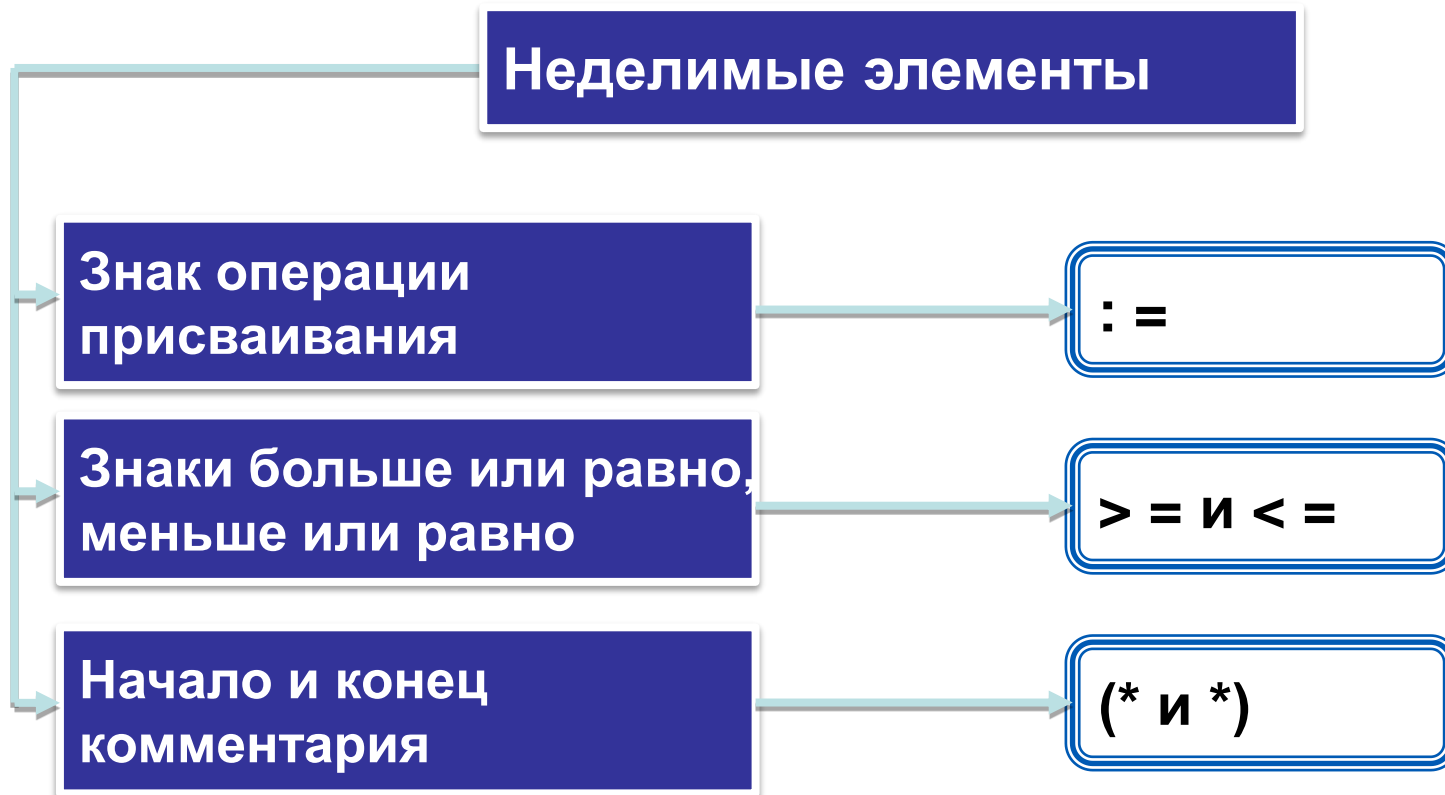 Неделимые элементы
Знак операции
присваивания
: =
Знаки больше или равно,
меньше или равно
> = и < =
Начало и конец
комментария
(* и *)